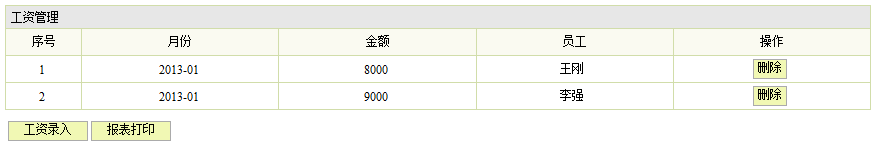 工资管理
序号 月份 金额 员工 操作
1 2013-01 8000 王刚 删除
2 2013-01 9000 李强 删除
工资录入 报表打印